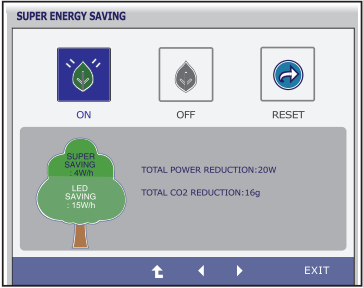 SUPER ENERGY SAVING
ON
OFF
RESET
SUPER
SAVING
: 4W/h
LED
SAVING
: 15W/h
TOTAL POWER REDUCTION:20W
TOTAL CO2 REDUCTION:16g
EXIT